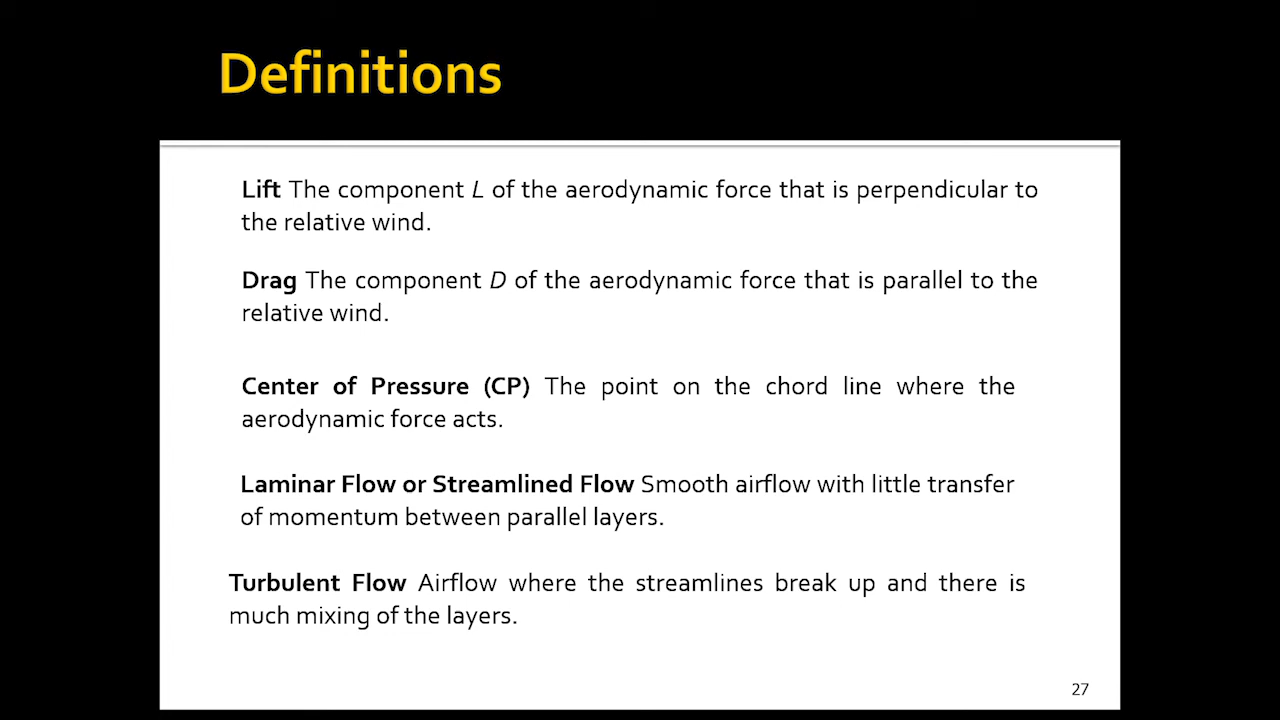 Definitions
Lift The component L of the aerodynamic force that is perpendicular to
the relative wind.
Drag The component D of the aerodynamic force that is parallel to the
relative wind.
Center of Pressure (CP) The point on the chord line where the
aerodynamic force acts.
Laminar Flow or Streamlined Flow Smooth airflow with little transfer
of momentum between parallel layers.
Turbulent Flow Airflow where the streamlines break up and there is
much mixing of the layers.
27